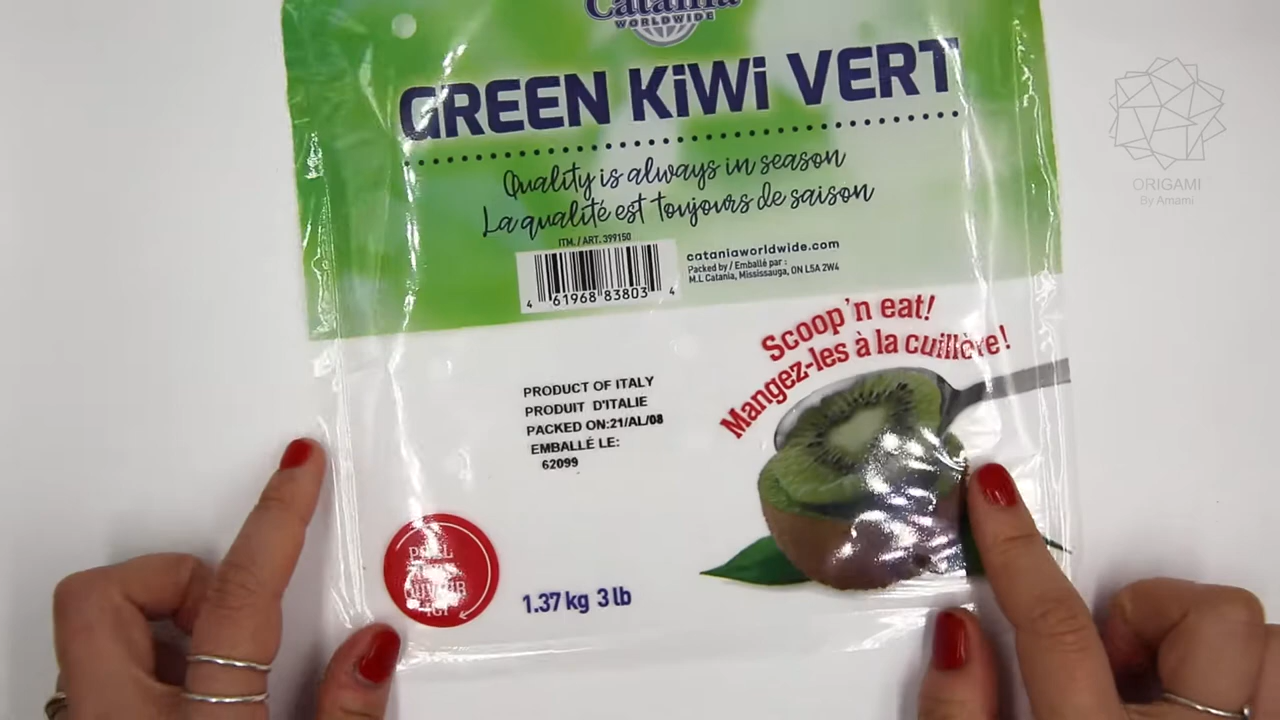 Catania
WORLDWIDE
GREEN KiWi VERT
Quality is always in season
La qualité est toujours de saison
ITM. / ART. 399150
4 61968 83803 4
cataniaworldwide.com
Packed by / Emballé par :
M.L. Catania, Mississauga, ON L5A 2W4
Scoop'n eat!
Mangez-les à la cuillère!
PRODUCT OF ITALY
PRODUIT D'ITALIE
PACKED ON:21/AL/08
EMBALLÉ LE:
62099
1.37 kg 3 lb
ORIGAMI
By Amami